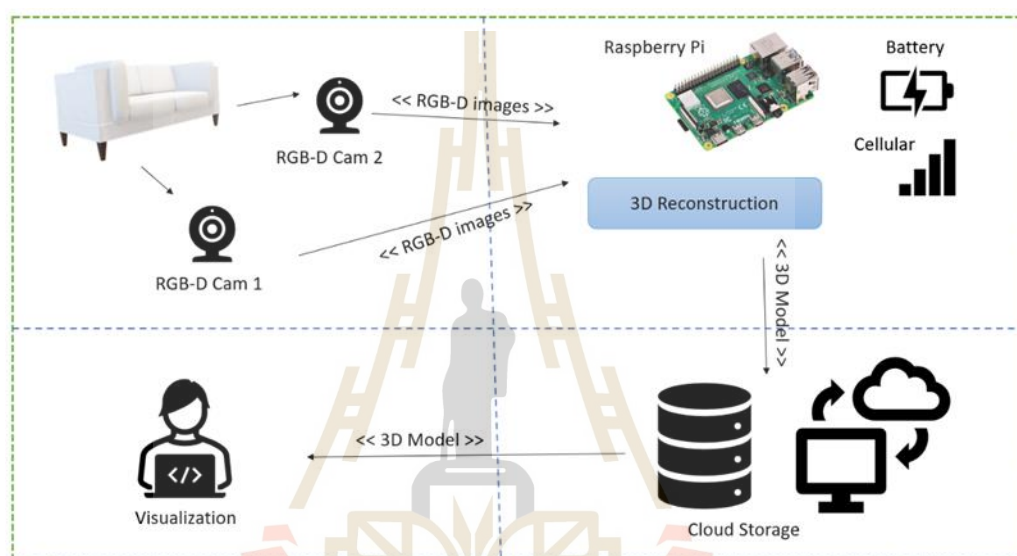 Raspberry Pi
Battery
<< RGB-D images >>
RGB-D Cam 2
Cellular
3D Reconstruction
<< RGB-D images >>
RGB-D Cam 1
<< 3D Model >>
<< 3D Model >>
</>
Visualization
Cloud Storage